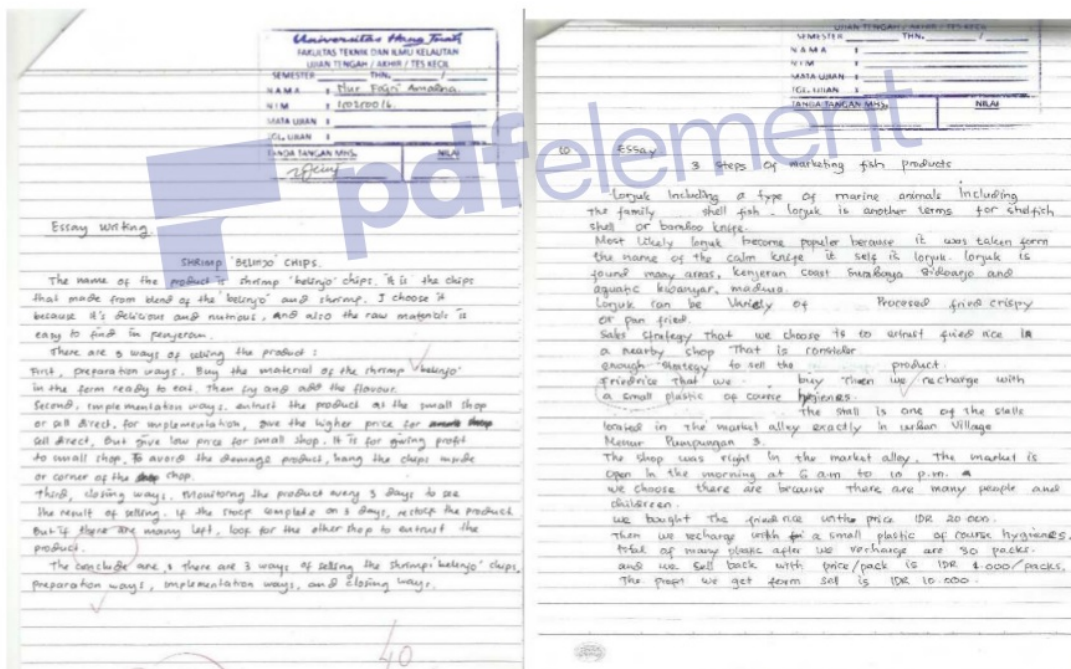 Universitas Hang Tuah
FAKULTAS TEKNIK DAN ILMU KELAUTAN
UJIAN TENGAH / AKHIR / TES KECIL
SEMESTER THN. /
NAMA : Nur Fajri Amalina
NIM :
MATA UJIAN :
TGL. UJIAN :
TANDA TANGAN MHS. NILAI
Essay Writing
SHRIMP 'BELINJO' CHIPS.
The name of the product is shrimp 'belinjo' chips. It is the chips
that made from blend of the 'belinjo' and shrimp. I choose it
because it's delicious and nutrious, And also the raw materials is
easy to find in penjeran.
There are 3 ways of selling the product :
First, preparation ways. Buy the material of the shrimp 'belinjo'
in the form ready to eat. Then fry and add the flavour.
Second, implementation ways. entrust the product at the small shop
or sell direct, for implementation, give the higher price for
sell direct, But give low price for small shop. It is for giving profit
to small shop. To avoid the demage product, hang the chips inside
or corner of the shop.
Third, closing ways. Monitoring the product every 3 days to see
the result of selling. if the stock complete on 3 days, restock the product
But if there are many left, look for the other shop to entrust the
product.
The conclude are, there are 3 ways of selling the shrimps 'belinjo' chips,
preparation ways, implementation ways, and closing ways.
40
UJIAN TENGAH / AKHIR / TES KECIL
SEMESTER THN. /
NAMA :
NIM :
MATA UJIAN :
TGL. UJIAN :
TANDA TANGAN MHS. NILAI
to Essay
3 Steps Of marketing fish products
Lorjuk Including a type of marine animals Including
The family shell fish. lorjuk is another terms for shelfich
shell or bamboo knife.
Most Likely lorjuk become populer because it was taken form
the name of the calm knife it self is lorjuk. lorjuk is
found many areas, kenjeran coast Surabaya Sidoarjo and
aquatic kwanyar, madura.
Lorjuk can be Variety of Procesed fried crispy
or pan fried.
Sales Strategy That we choose is to entrust fried rice in
a nearby shop That is consider
enough Strategy to sell the product.
Friedrice That we buy Then we recharge with
a small plastic of course hygienes.
The stall is one of the stalls
located in the market alley exactly in urban Village
Menur Pumpungan 3.
The shop was right in the market alley. The market is
open in the morning at 6 am to 10 p.m.
we choose there are because There are many people and
childreen.
we bought The friedrice withe price IDR 20.000.
Then we recharge with a small plastic of course hygienes.
total of many plastic after we recharge are 30 packs.
and we sell back with price/pack is IDR 1.000/packs.
The profit we get form sell is IDR 10.000.
pdfelement